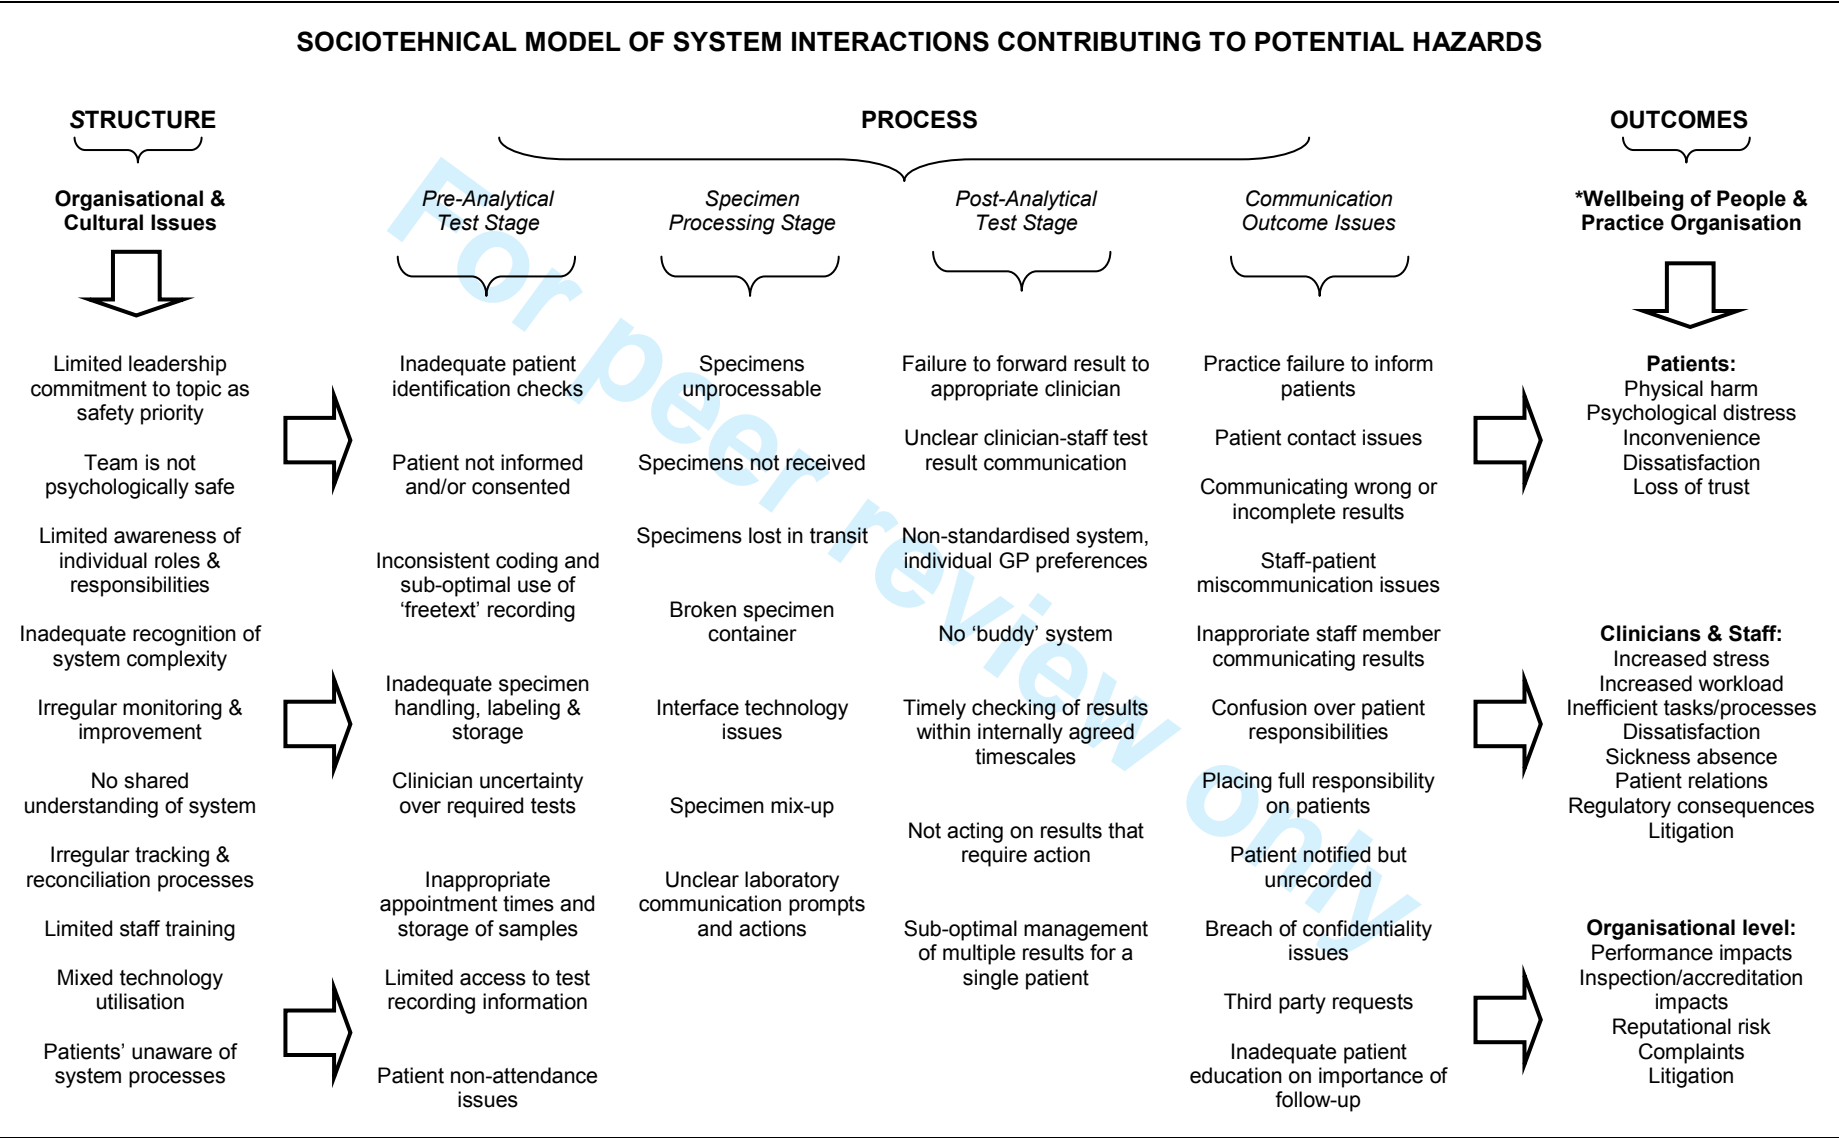 SOCIOTEHNICAL MODEL OF SYSTEM INTERACTIONS CONTRIBUTING TO POTENTIAL HAZARDS
STRUCTURE
Organisational &
Cultural Issues
Limited leadership
commitment to topic as
safety priority
Team is not
psychologically safe
Limited awareness of
individual roles &
responsibilities
Inadequate recognition of
system complexity
Irregular monitoring &
improvement
No shared
understanding of system
Irregular tracking &
reconciliation processes
Limited staff training
Mixed technology
utilisation
Patients’ unaware of
system processes
PROCESS
Pre-Analytical
Test Stage
Inadequate patient
identification checks
Patient not informed
and/or consented
Inconsistent coding and
sub-optimal use of
‘freetext’ recording
Inadequate specimen
handling, labeling &
storage
Clinician uncertainty
over required tests
Inappropriate
appointment times and
storage of samples
Limited access to test
recording information
Patient non-attendance
issues
Specimen
Processing Stage
Specimens
unprocessable
Specimens not received
Specimens lost in transit
Broken specimen
container
Interface technology
issues
Specimen mix-up
Unclear laboratory
communication prompts
and actions
Post-Analytical
Test Stage
Failure to forward result to
appropriate clinician
Unclear clinician-staff test
result communication
Non-standardised system,
individual GP preferences
No ‘buddy’ system
Timely checking of results
within internally agreed
timescales
Not acting on results that
require action
Sub-optimal management
of multiple results for a
single patient
Communication
Outcome Issues
Practice failure to inform
patients
Patient contact issues
Communicating wrong or
incomplete results
Staff-patient
miscommunication issues
Inapproriate staff member
communicating results
Confusion over patient
responsibilities
Placing full responsibility
on patients
Patient notified but
unrecorded
Breach of confidentiality
issues
Third party requests
Inadequate patient
education on importance of
follow-up
OUTCOMES
*Wellbeing of People &
Practice Organisation
Patients:
Physical harm
Psychological distress
Inconvenience
Dissatisfaction
Loss of trust
Clinicians & Staff:
Increased stress
Increased workload
Inefficient tasks/processes
Dissatisfaction
Sickness absence
Patient relations
Regulatory consequences
Litigation
Organisational level:
Performance impacts
Inspection/accreditation
impacts
Reputational risk
Complaints
Litigation
For peer review only